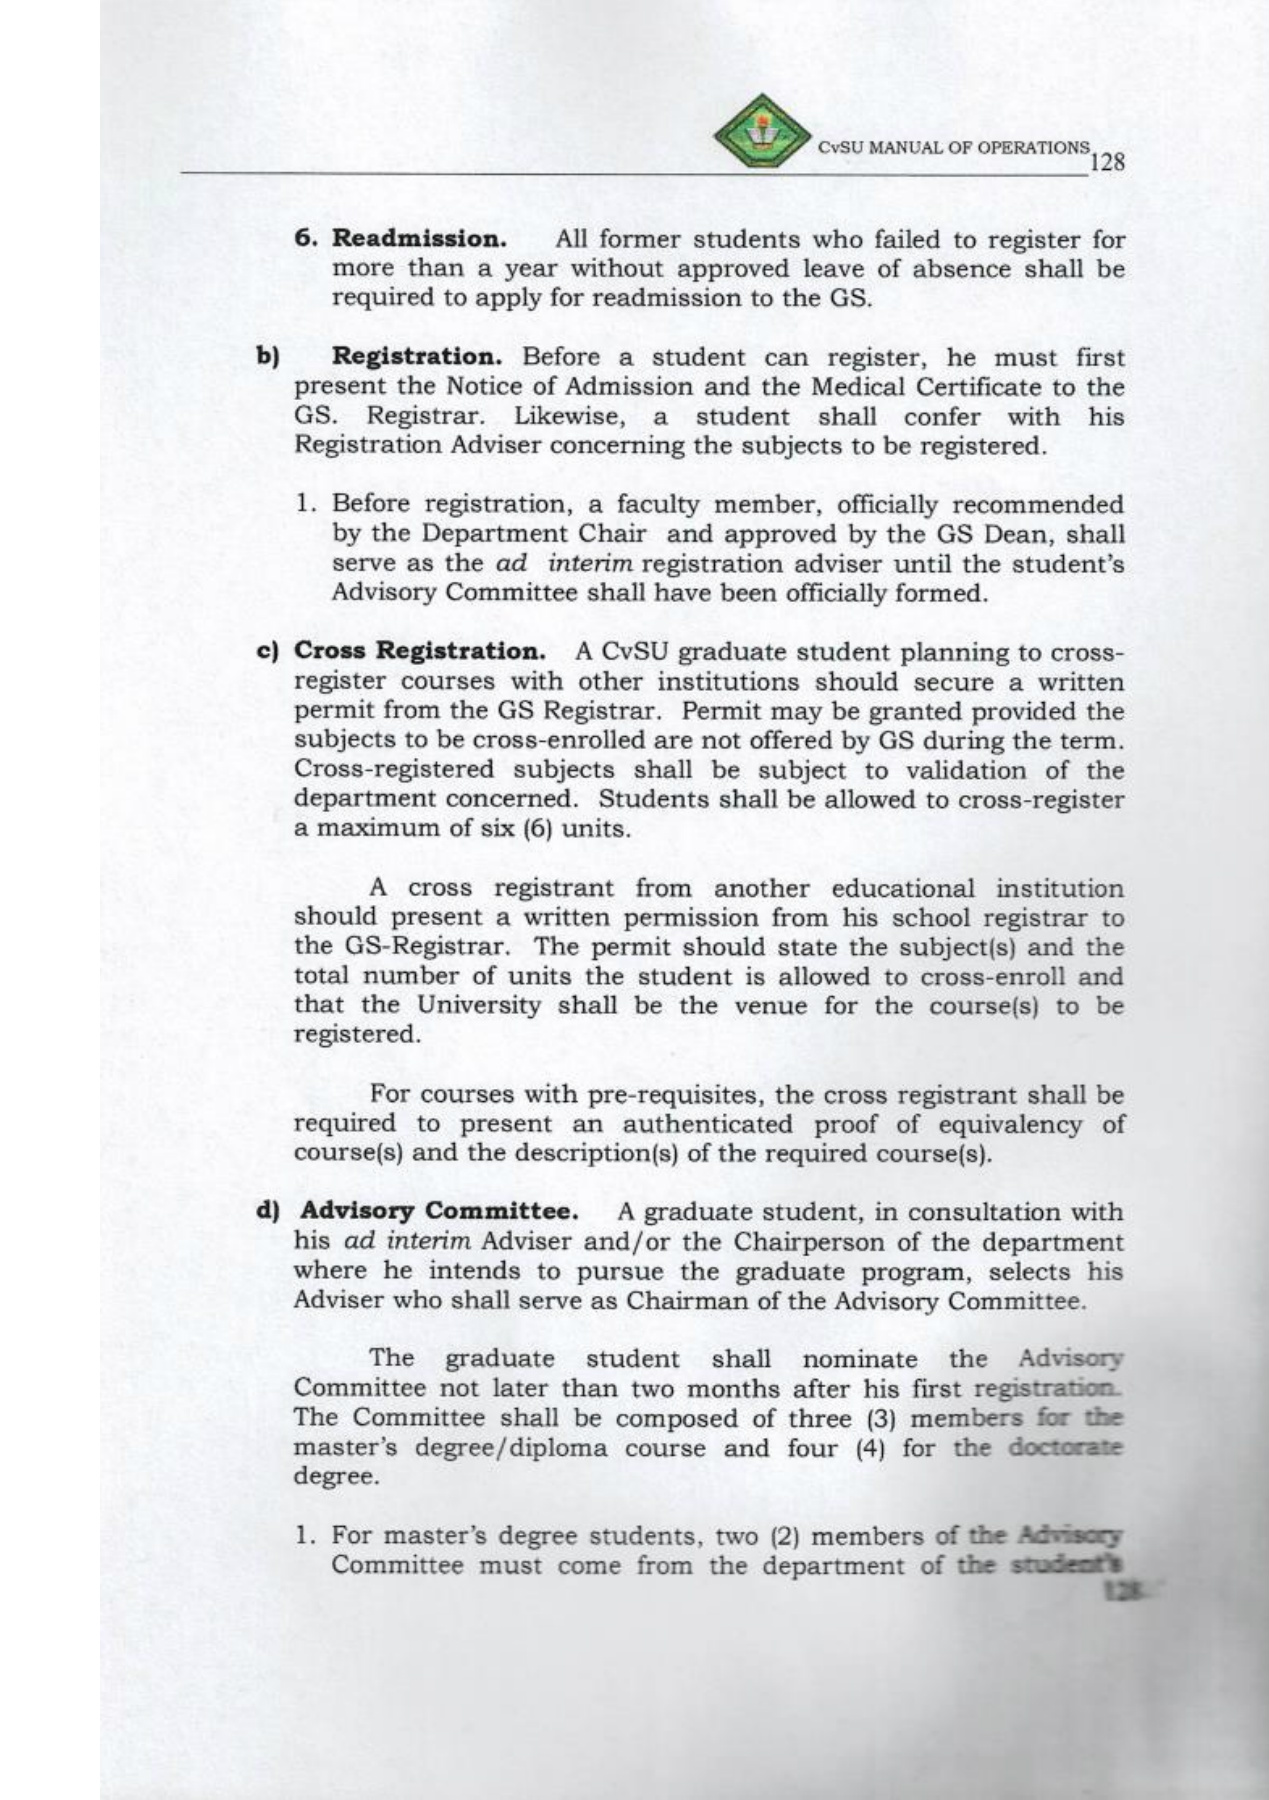 CvSU MANUAL OF OPERATIONS
128
6. Readmission. All former students who failed to register for
more than a year without approved leave of absence shall be
required to apply for readmission to the GS.
b) Registration. Before a student can register, he must first
present the Notice of Admission and the Medical Certificate to the
GS. Registrar. Likewise, a student shall confer with his
Registration Adviser concerning the subjects to be registered.
1. Before registration, a faculty member, officially recommended
by the Department Chair and approved by the GS Dean, shall
serve as the ad interim registration adviser until the student's
Advisory Committee shall have been officially formed.
c) Cross Registration. A CvSU graduate student planning to cross-
register courses with other institutions should secure a written
permit from the GS Registrar. Permit may be granted provided the
subjects to be cross-enrolled are not offered by GS during the term.
Cross-registered subjects shall be subject to validation of the
department concerned. Students shall be allowed to cross-register
a maximum of six (6) units.
A cross registrant from another educational institution
should present a written permission from his school registrar to
the GS-Registrar. The permit should state the subject(s) and the
total number of units the student is allowed to cross-enroll and
that the University shall be the venue for the course(s) to be
registered.
For courses with pre-requisites, the cross registrant shall be
required to present an authenticated proof of equivalency of
course(s) and the description(s) of the required course(s).
d) Advisory Committee. A graduate student, in consultation with
his ad interim Adviser and/or the Chairperson of the department
where he intends to pursue the graduate program, selects his
Adviser who shall serve as Chairman of the Advisory Committee.
The graduate student shall nominate the Advisory
Committee not later than two months after his first registration.
The Committee shall be composed of three (3) members for the
master's degree/diploma course and four (4) for the doctorate
degree.
1. For master's degree students, two (2) members of the Advisory
Committee must come from the department of the student's
128